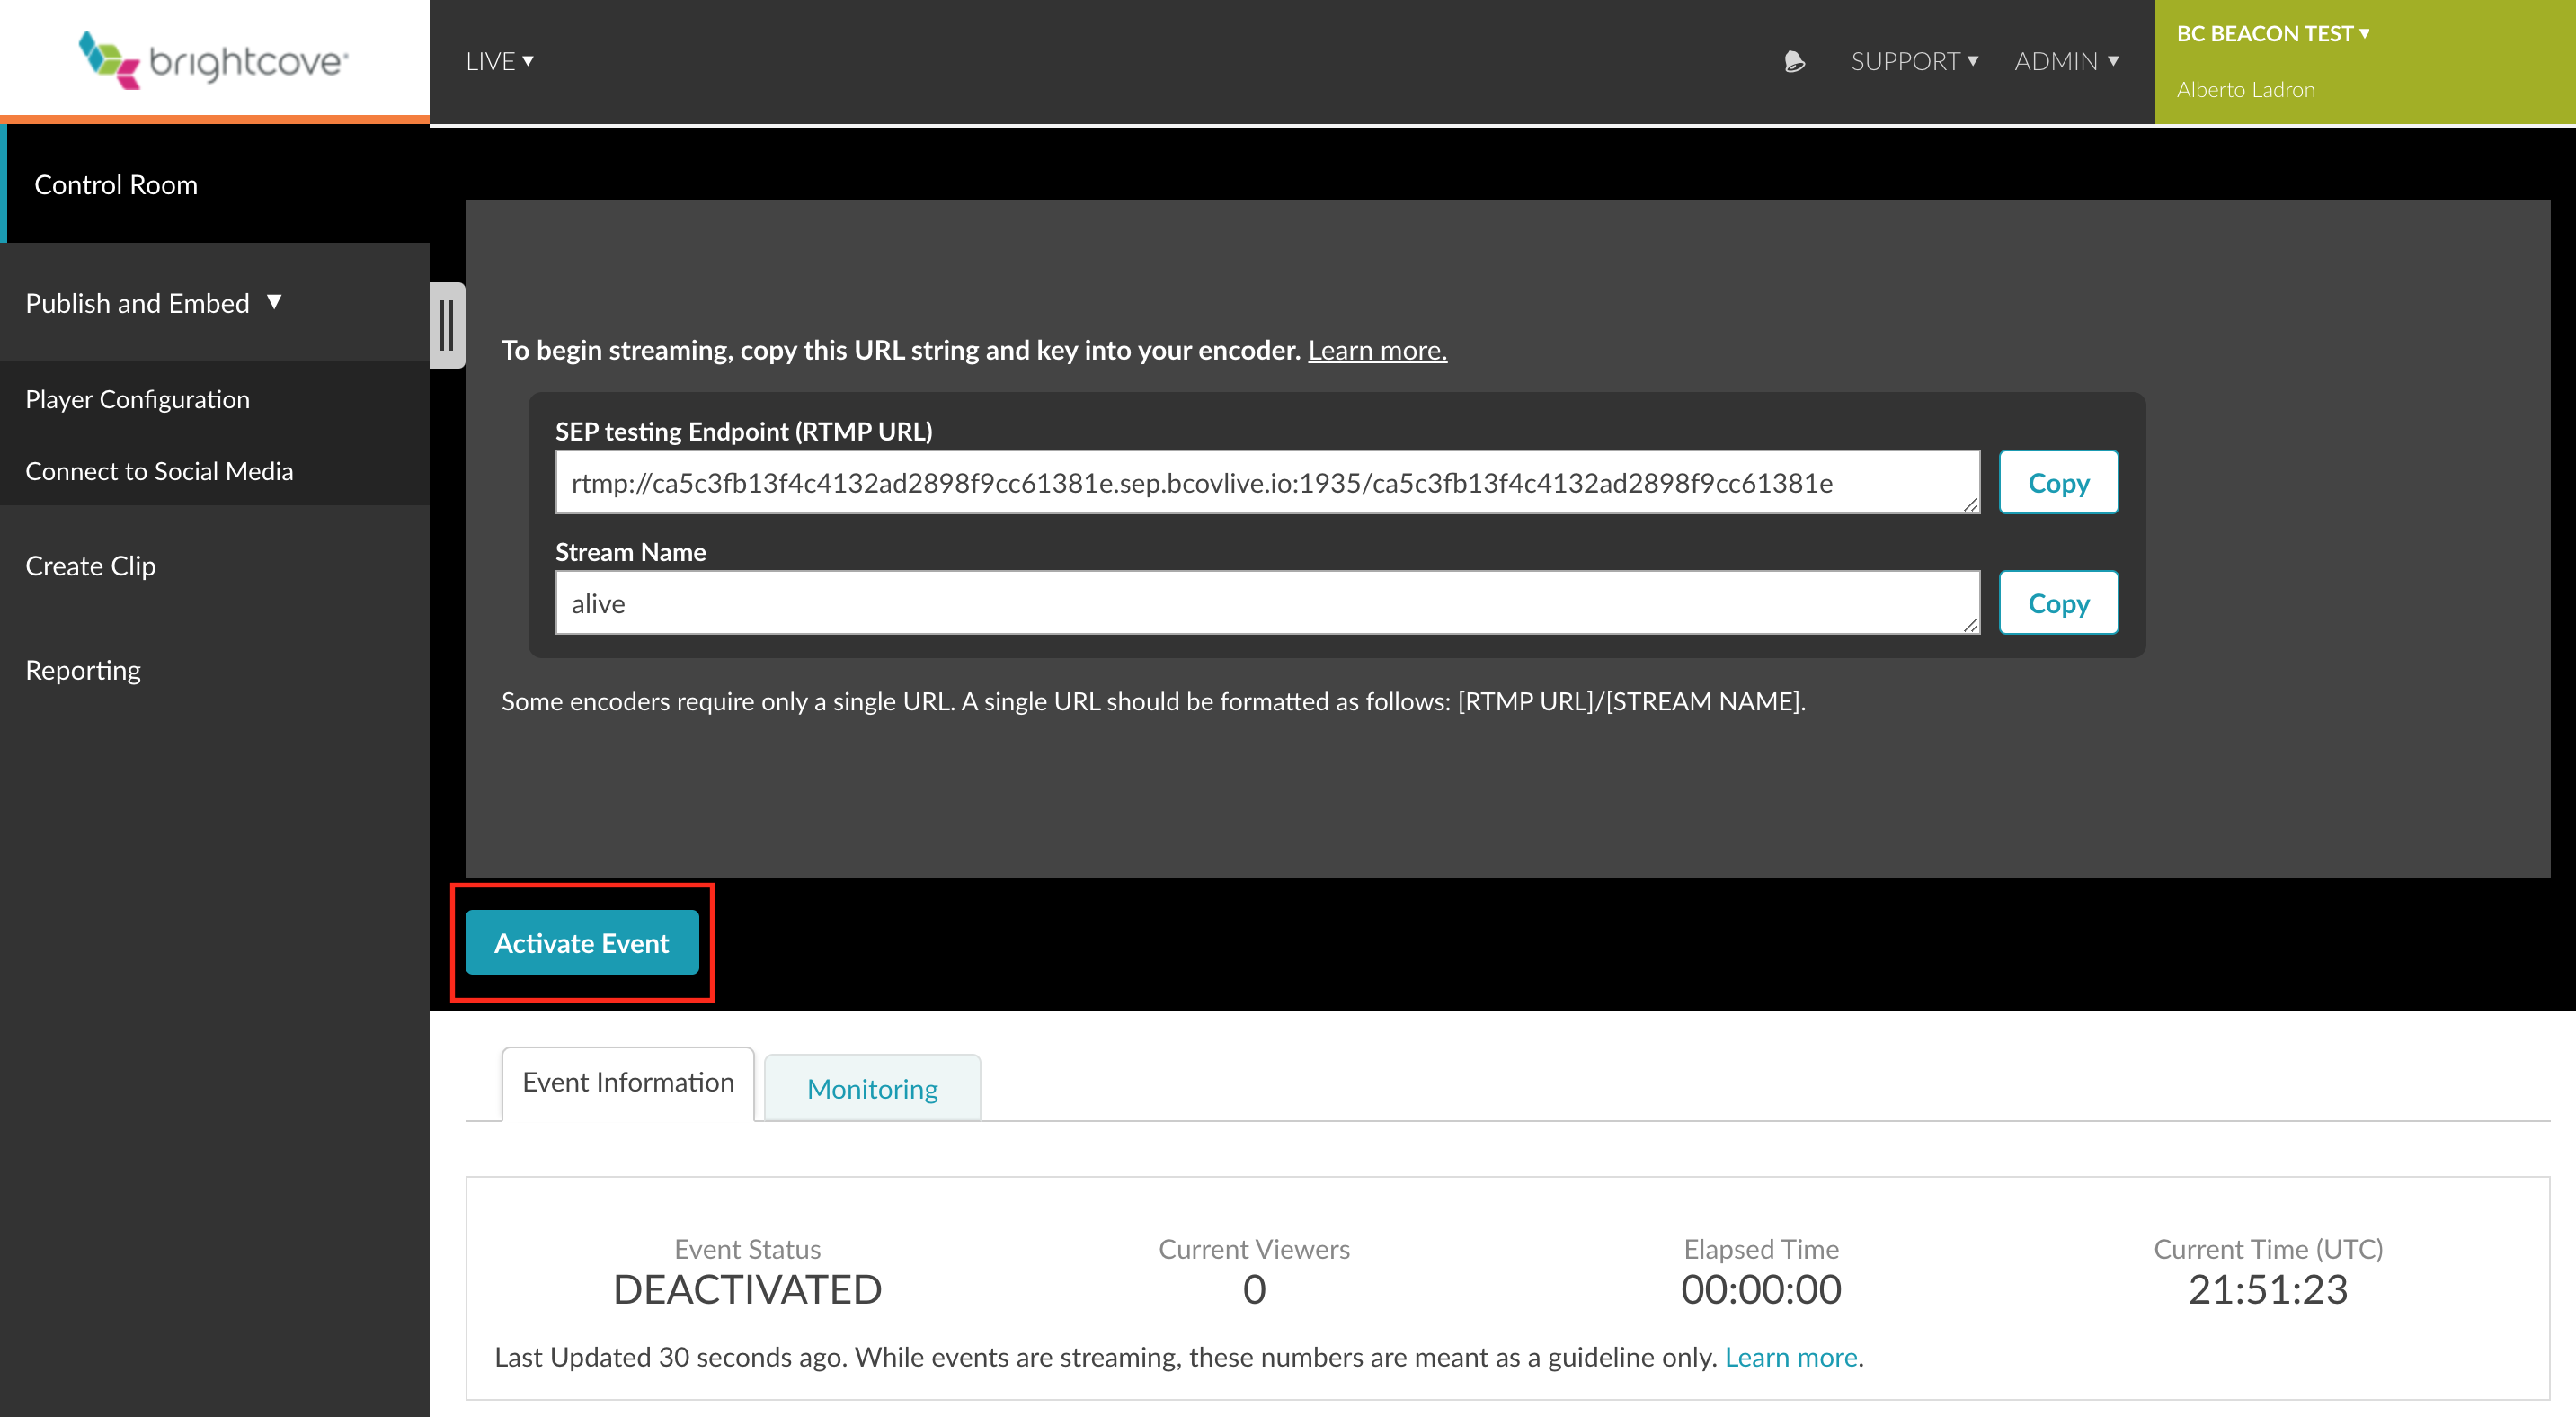 brightcove
LIVE ▼
SUPPORT ▼
ADMIN ▼
BC BEACON TEST ▼
Alberto Ladron
Control Room
Publish and Embed ▼
Player Configuration
Connect to Social Media
Create Clip
Reporting
To begin streaming, copy this URL string and key into your encoder. Learn more.
SEP testing Endpoint (RTMP URL)
rtmp://ca5c3fb13f4c4132ad2898f9cc61381e.sep.bcovlive.io:1935/ca5c3fb13f4c4132ad2898f9cc61381e
Copy
Stream Name
alive
Copy
Some encoders require only a single URL. A single URL should be formatted as follows: [RTMP URL]/[STREAM NAME].
Activate Event
Event Information
Monitoring
Event Status
DEACTIVATED
Current Viewers
0
Elapsed Time
00:00:00
Current Time (UTC)
21:51:23
Last Updated 30 seconds ago. While events are streaming, these numbers are meant as a guideline only. Learn more.